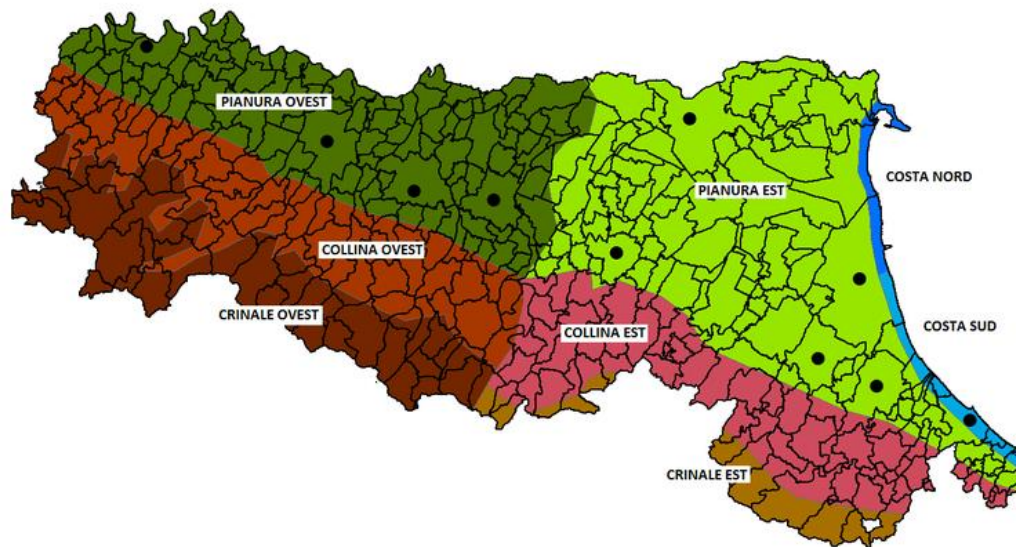 PIANURA OVEST
COSTA NORD
PIANURA EST
COLLINA OVEST
CRINALE OVEST
COSTA SUD
COLLINA EST
CRINALE EST